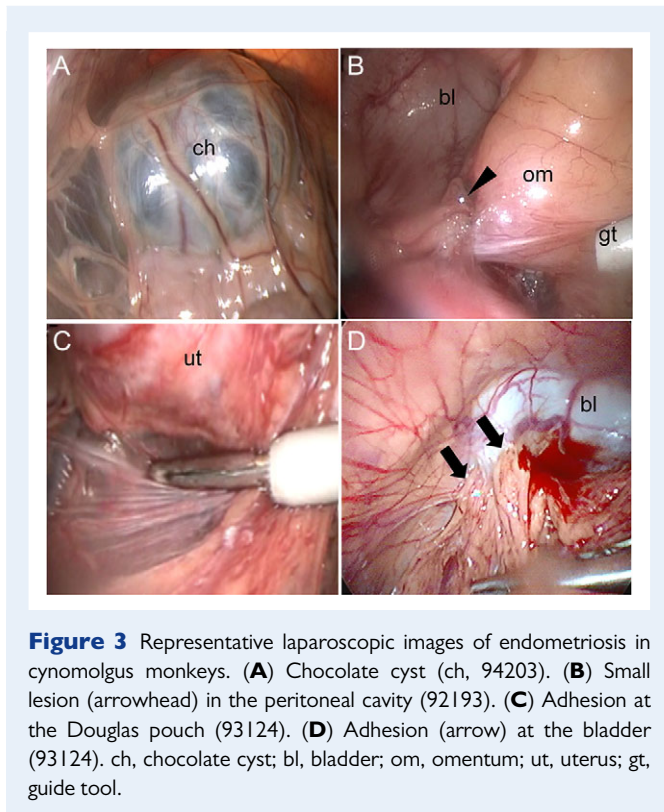 A
ch
B
bl
om
gt
C
ut
D
bl
Figure 3 Representative laparoscopic images of endometriosis in
cynomolgus monkeys. (A) Chocolate cyst (ch, 94203). (B) Small
lesion (arrowhead) in the peritoneal cavity (92193). (C) Adhesion at
the Douglas pouch (93124). (D) Adhesion (arrow) at the bladder
(93124). ch, chocolate cyst; bl, bladder; om, omentum; ut, uterus; gt,
guide tool.